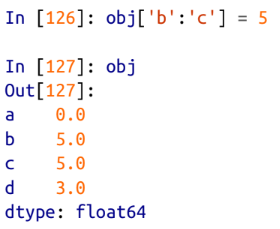 In [126]: obj['b':'c'] = 5
In [127]: obj
Out[127]:
a    0.0
b    5.0
c    5.0
d    3.0
dtype: float64